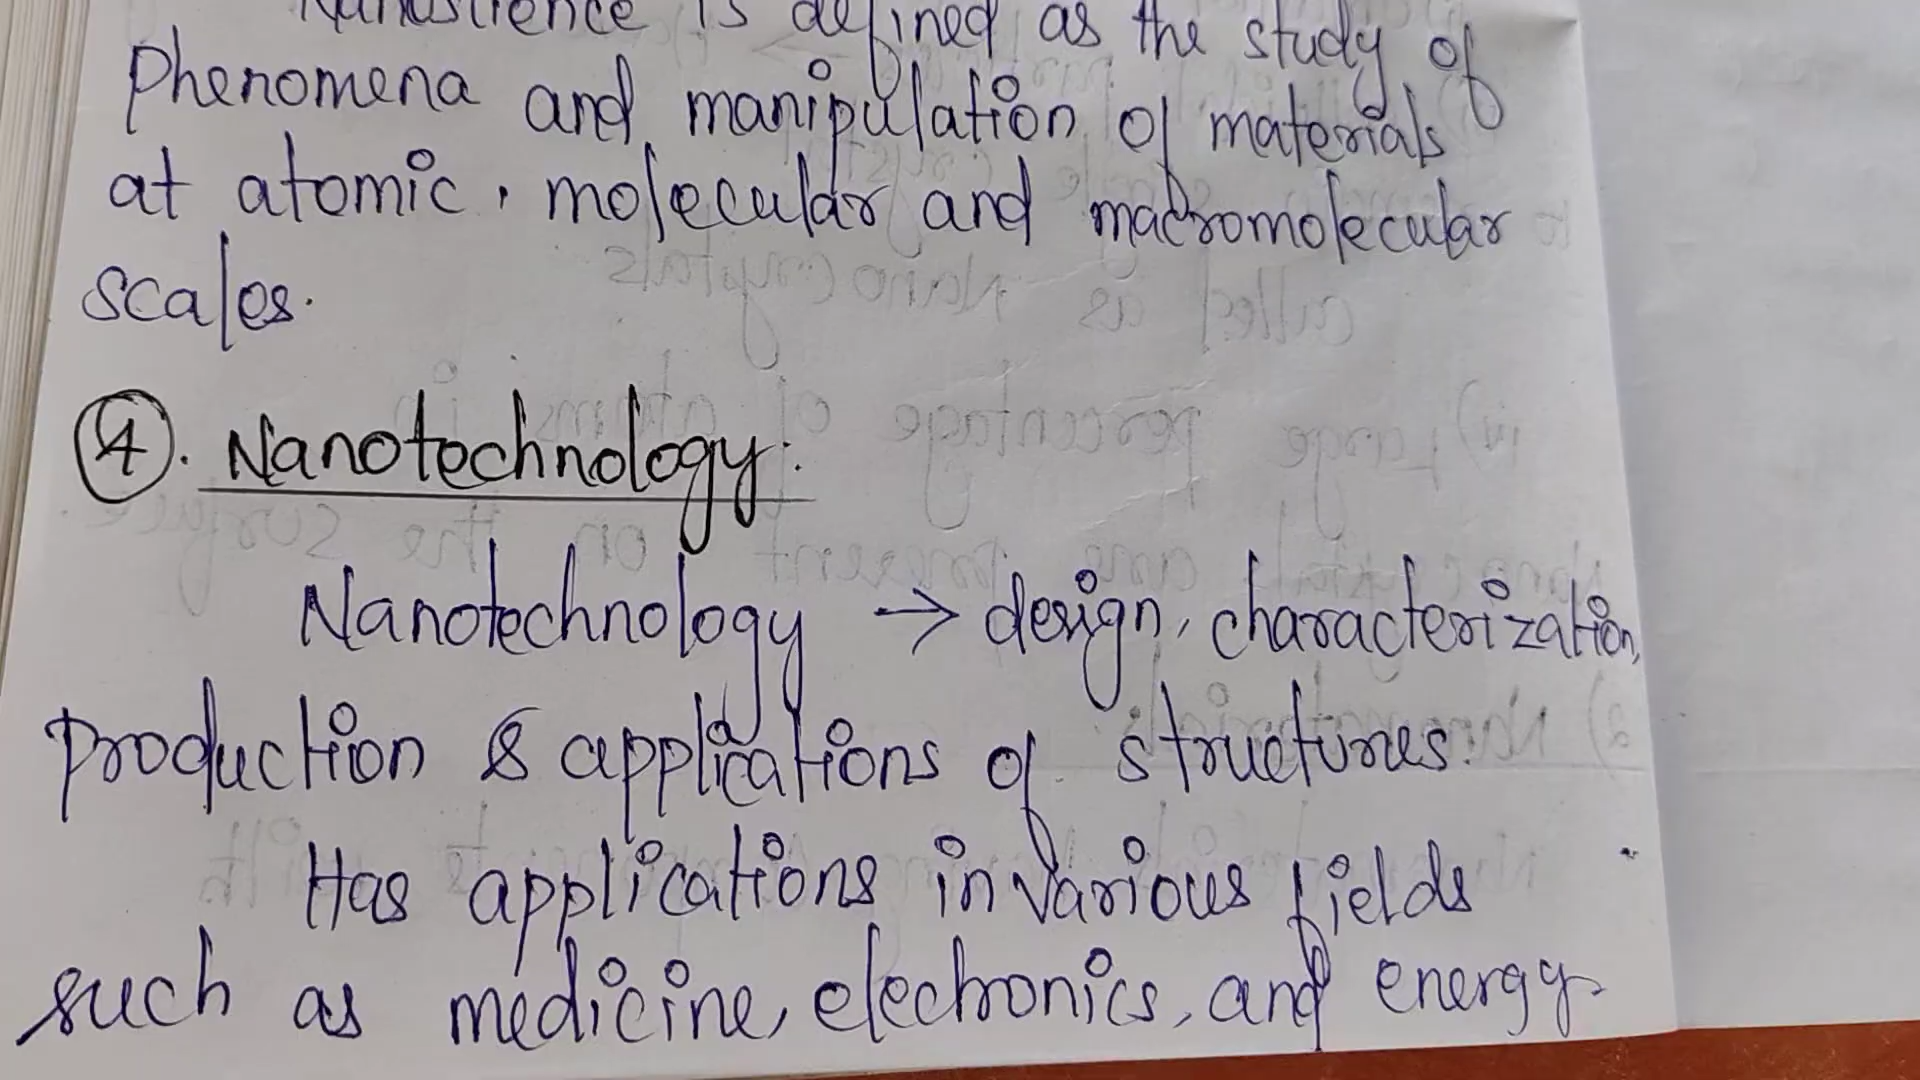 Nanoscience is defined as the study of
Phenomena and manipulation of materials
at atomic, molecular and macromolecular
scales.
4. Nanotechnology:
Nanotechnology → design, characterization,
production & applications of structures.
Has applications in various fields
such as medicine, electronics, and energy.